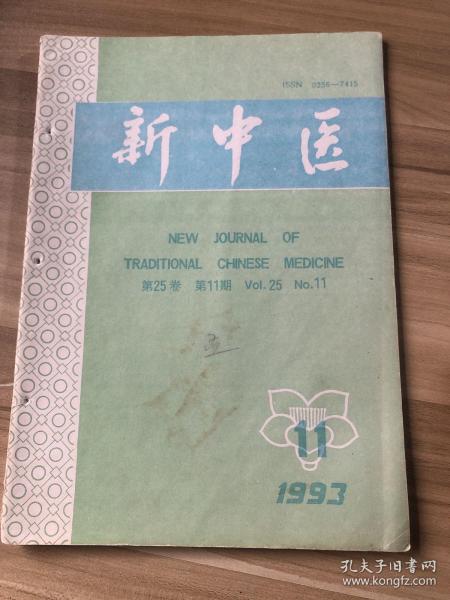 ISSN 0256—7415
新中医
NEW JOURNAL OF
TRADITIONAL CHINESE MEDICINE
第25卷 第11期 Vol.25 No.11
11
1993
孔夫子旧书网
www.kongfz.com